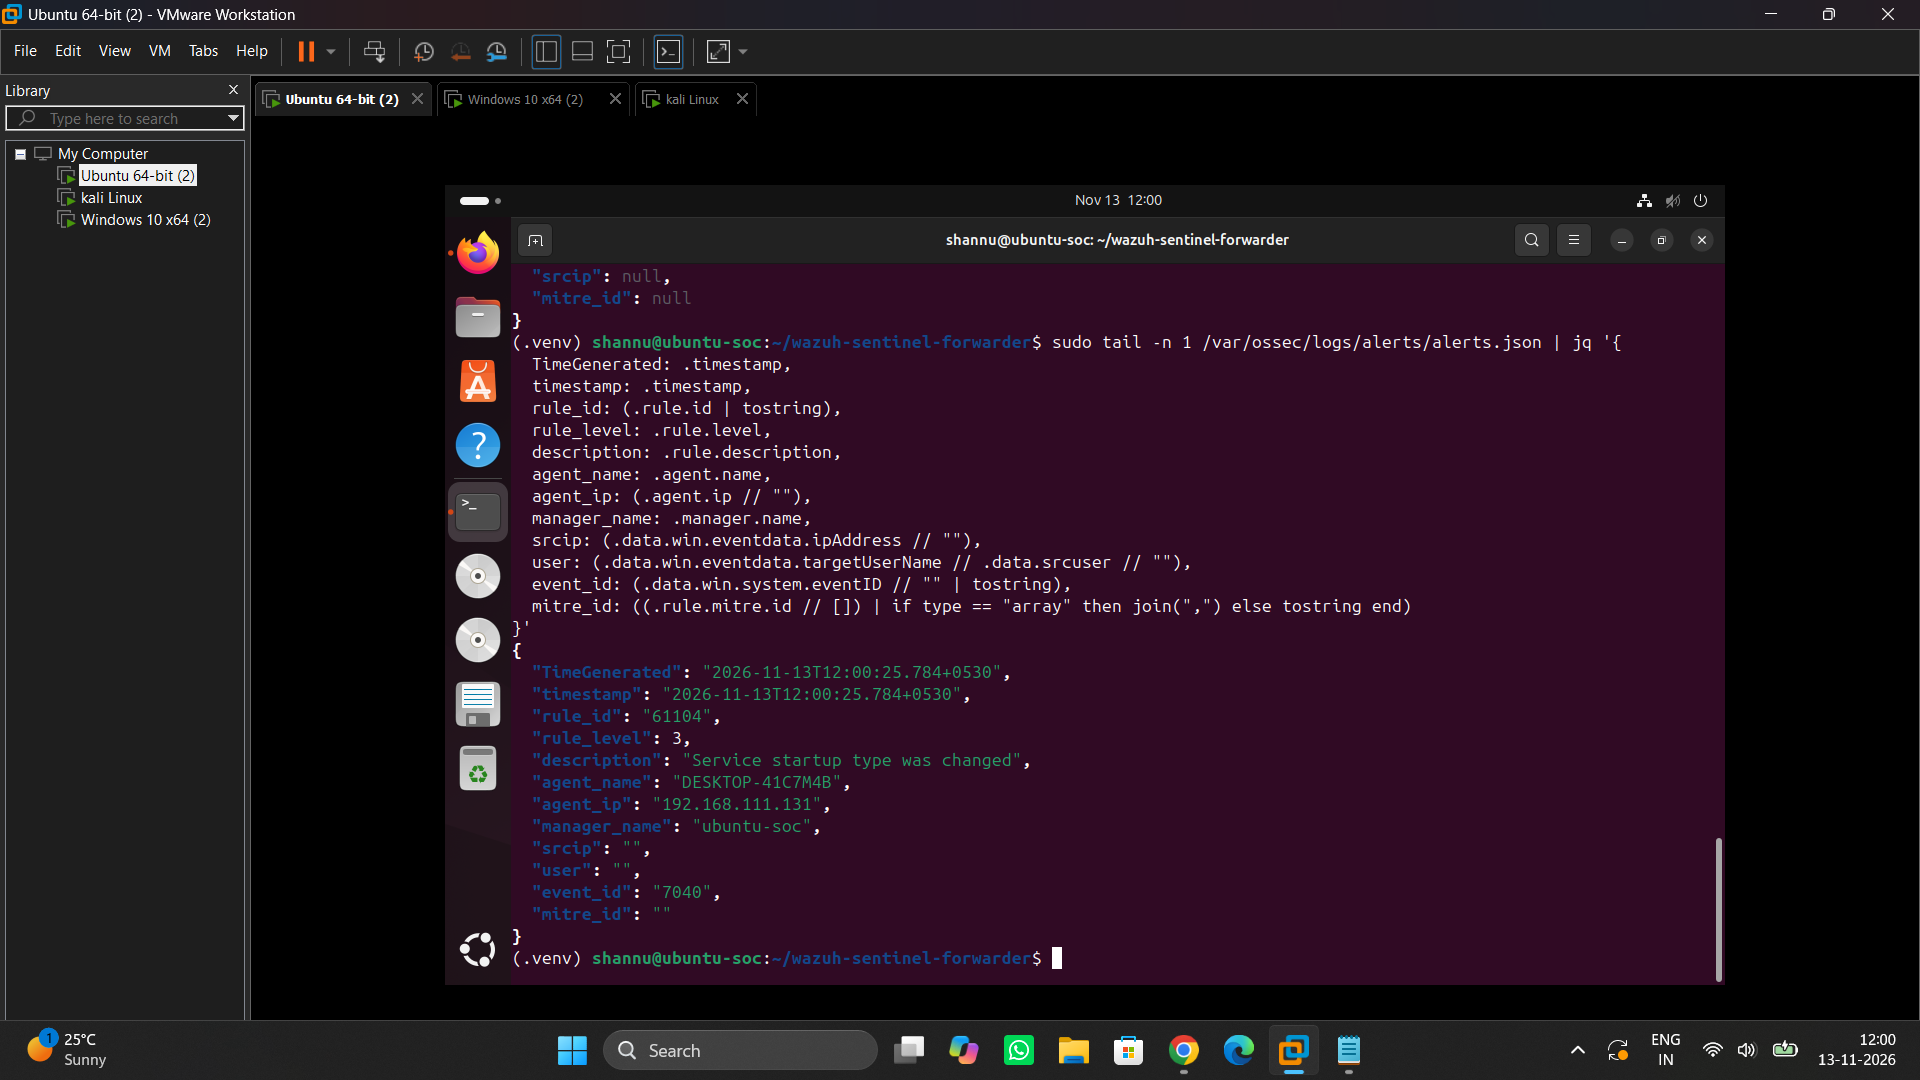 Ubuntu 64-bit (2) - VMware Workstation
File Edit View VM Tabs Help
Library
Type here to search
My Computer
Ubuntu 64-bit (2)
kali Linux
Windows 10 x64 (2)
Ubuntu 64-bit (2)
Windows 10 x64 (2)
kali Linux
Nov 13 12:00
shannu@ubuntu-soc: ~/wazuh-sentinel-forwarder
"srcip": null,
"mitre_id": null
}
(.venv) shannu@ubuntu-soc:~/wazuh-sentinel-forwarder$ sudo tail -n 1 /var/ossec/logs/alerts/alerts.json | jq '{
TimeGenerated: .timestamp,
timestamp: .timestamp,
rule_id: (.rule.id | tostring),
rule_level: .rule.level,
description: .rule.description,
agent_name: .agent.name,
agent_ip: (.agent.ip // ""),
manager_name: .manager.name,
srcip: (.data.win.eventdata.ipAddress // ""),
user: (.data.win.eventdata.targetUserName // .data.srcuser // ""),
event_id: (.data.win.system.eventID // "" | tostring),
mitre_id: ((.rule.mitre.id // []) | if type == "array" then join(",") else tostring end)
}'
{
"TimeGenerated": "2026-11-13T12:00:25.784+0530",
"timestamp": "2026-11-13T12:00:25.784+0530",
"rule_id": "61104",
"rule_level": 3,
"description": "Service startup type was changed",
"agent_name": "DESKTOP-41C7M4B",
"agent_ip": "192.168.111.131",
"manager_name": "ubuntu-soc",
"srcip": "",
"user": "",
"event_id": "7040",
"mitre_id": ""
}
(.venv) shannu@ubuntu-soc:~/wazuh-sentinel-forwarder$
1
25°C
Sunny
Search
ENG
IN
12:00
13-11-2026